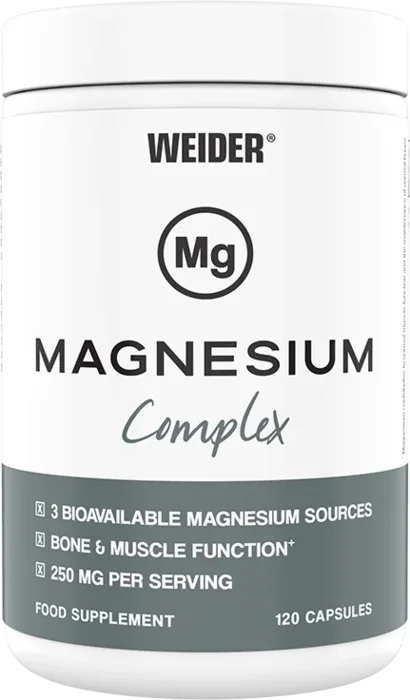 WEIDER®
Mg
MAGNESIUM
Complex
☒ 3 BIOAVAILABLE MAGNESIUM SOURCES
☒ BONE & MUSCLE FUNCTION⁺
☒ 250 MG PER SERVING
FOOD SUPPLEMENT 120 CAPSULES